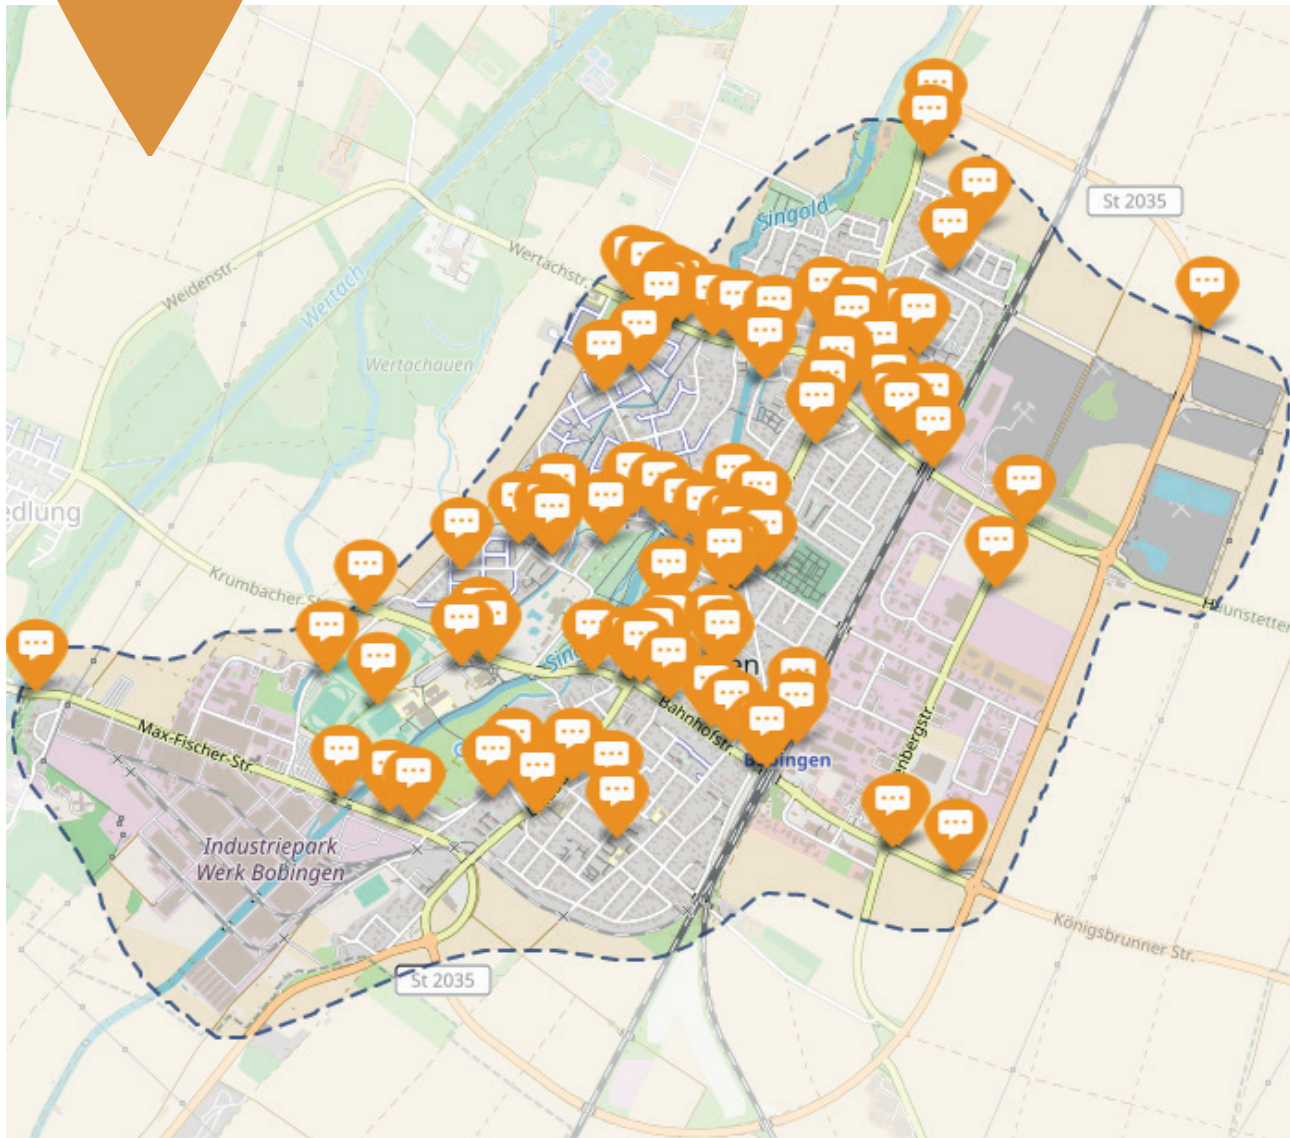 St 2035
Singold
Wertachstr.
Weidenstr.
Wertach
Wertachauen
edlung
Krumbacher-S
Haunstetter
Sin
en
Max-Fischer-Str.
Bahnhofstr.
enbergstr.
Industriepark
Werk Bobingen
Königsbrunner Str.
St 2035